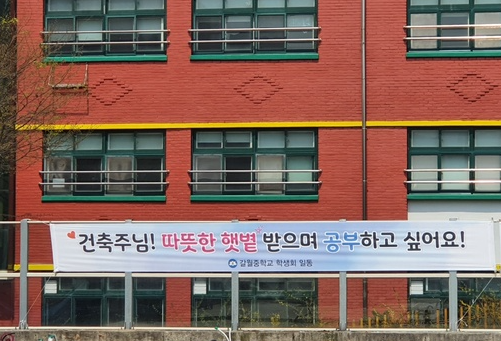 건축주님! 따뜻한 햇볕 받으며 공부하고 싶어요!
길월중학교 학생회 일동